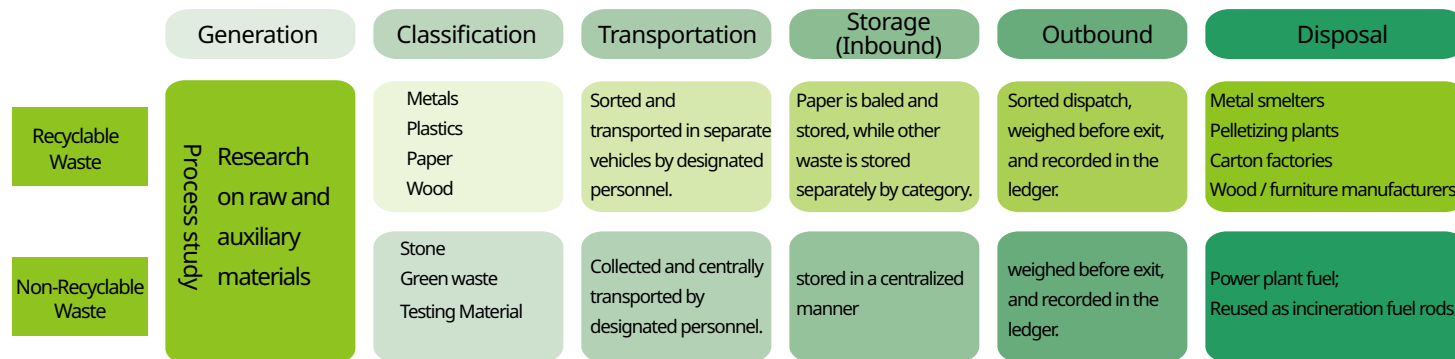 Generation
Classification
Transportation
Storage
(Inbound)
Outbound
Disposal
Recyclable
Waste
Process study
Research
on raw and
auxiliary
materials
Metals
Plastics
Paper
Wood
Sorted and
transported in separate
vehicles by designated
personnel.
Paper is baled and
stored, while other
waste is stored
separately by category.
Sorted dispatch,
weighed before exit,
and recorded in the
ledger.
Metal smelters
Pelletizing plants
Carton factories
Wood / furniture manufacturers
Non-Recyclable
Waste
Stone
Green waste
Testing Material
Collected and centrally
transported by
designated personnel.
stored in a centralized
manner
weighed before exit,
and recorded in the
ledger.
Power plant fuel;
Reused as incineration fuel rods